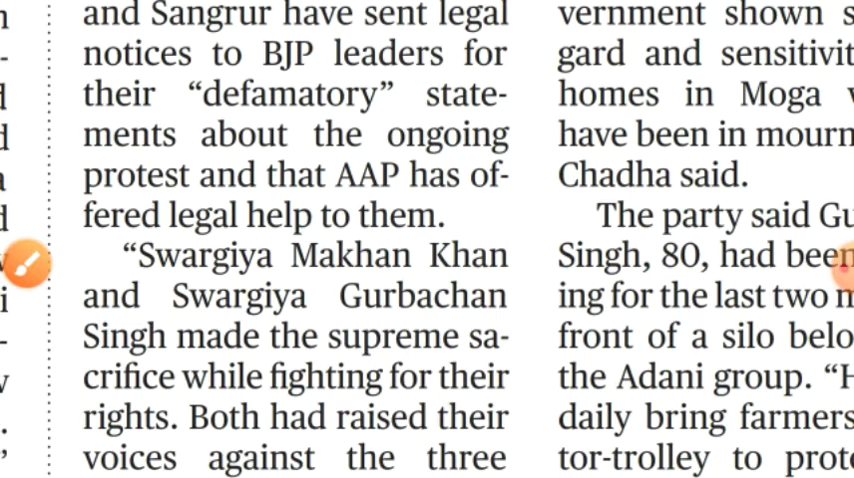 and Sangrur have sent legal
notices to BJP leaders for
their “defamatory” state-
ments about the ongoing
protest and that AAP has of-
fered legal help to them.
“Swargiya Makhan Khan
and Swargiya Gurbachan
Singh made the supreme sa-
crifice while fighting for their
rights. Both had raised their
voices against the three
vernment shown
gard and sensitivit
homes in Moga
have been in mourn
Chadha said.
The party said Gu
Singh, 80, had been
ing for the last two
front of a silo belo
the Adani group. “H
daily bring farmers
tor-trolley to prote